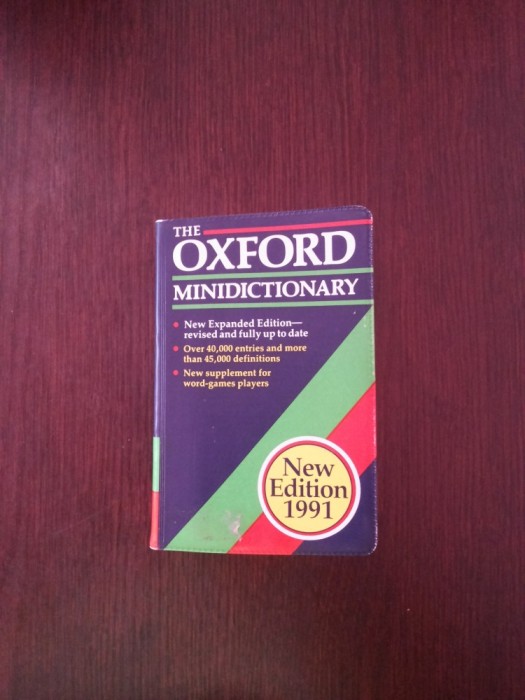 THE
OXFORD
MINIDICTIONARY
• New Expanded Edition—
revised and fully up to date
• Over 40,000 entries and more
than 45,000 definitions
• New supplement for
word-games players
New
Edition
1991